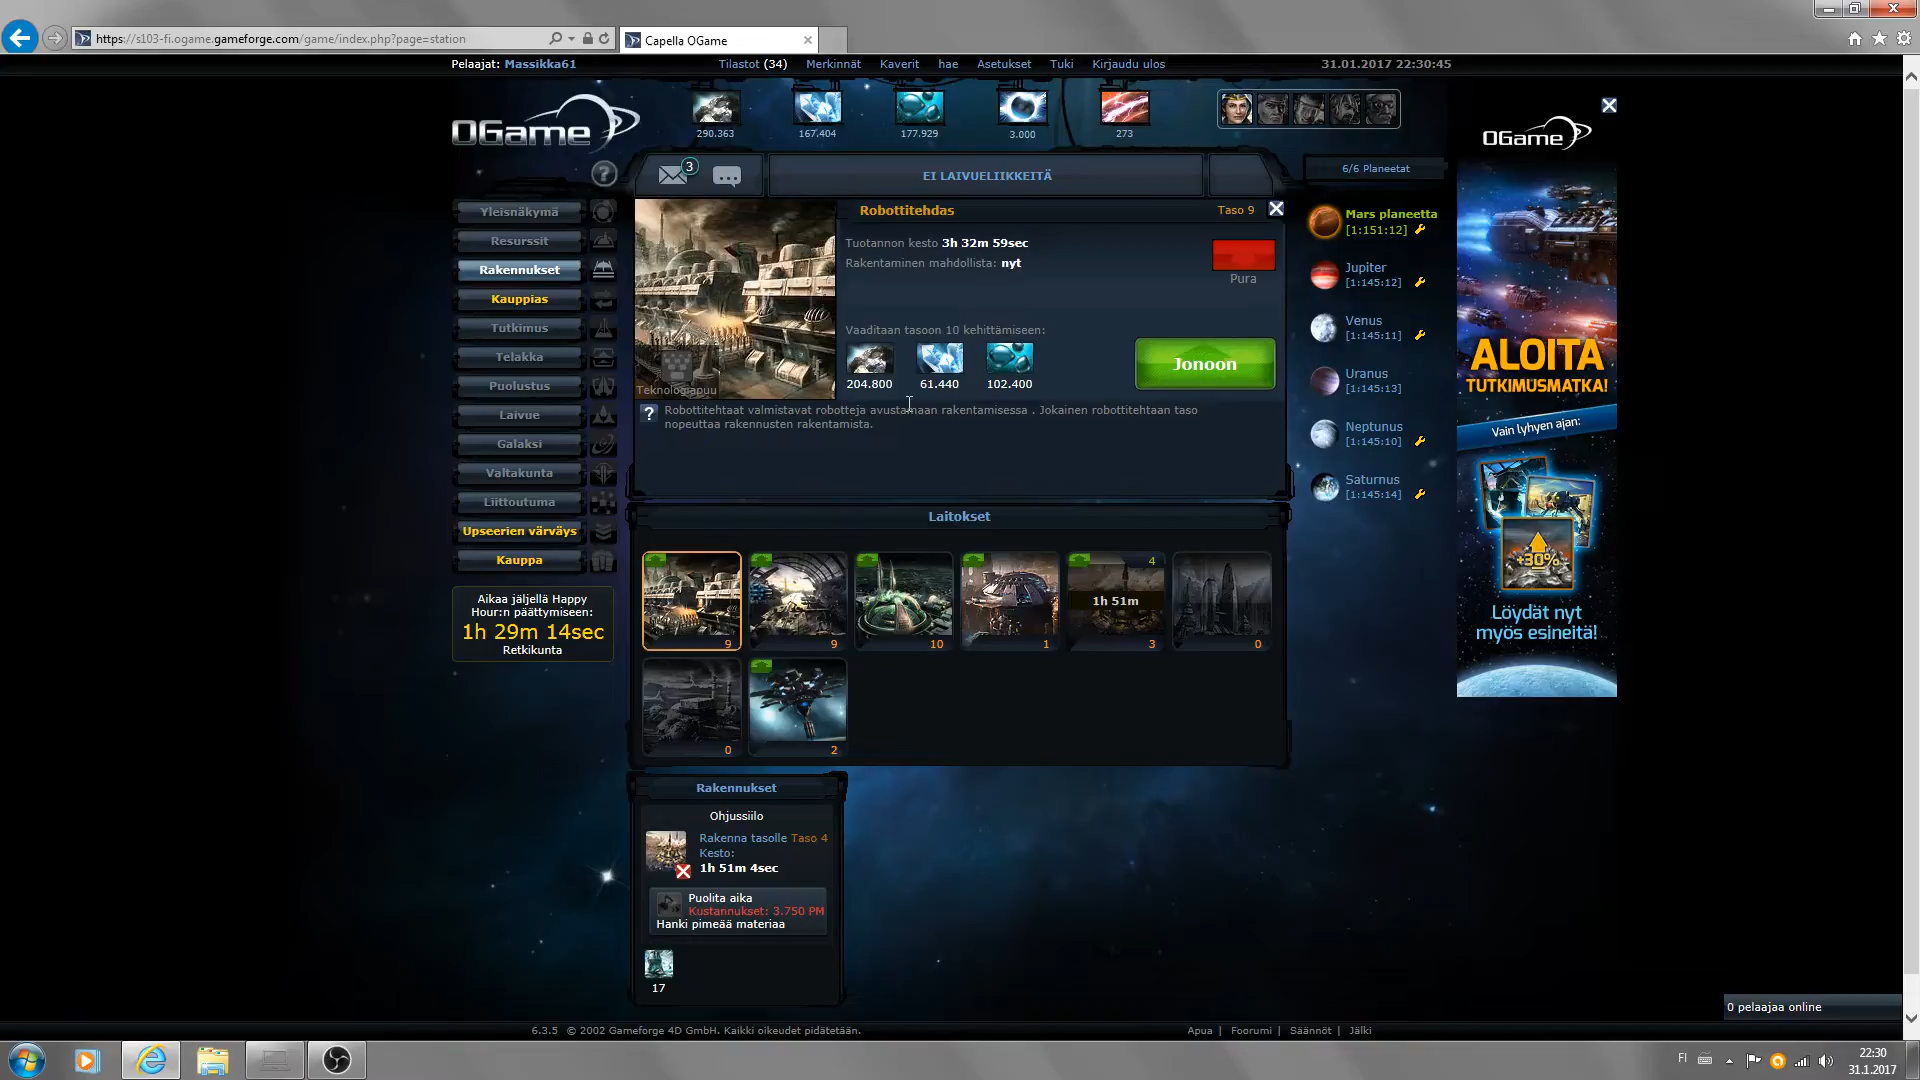 https://s103-fi.ogame.gameforge.com/game/index.php?page=station
Capella OGame
Pelaajat: Massikka61
Tilastot (34)
Merkinnät
Kaverit
hae
Asetukset
Tuki
Kirjaudu ulos
31.01.2017 22:30:45
OGame
290.363
167.404
177.929
3.000
273
OGame
3
EI LAIVUELIIKKEITÄ
6/6 Planeetat
?
Yleisnäkymä
Resurssit
Rakennukset
Kauppias
Tutkimus
Telakka
Puolustus
Laivue
Galaksi
Valtakunta
Liittoutuma
Upseerien värväys
Kauppa
Aikaa jäljellä Happy
Hour:n päättymiseen:
1h 29m 14sec
Retkikunta
Robottitehdas
Taso 9
Tuotannon kesto 3h 32m 59sec
Rakentaminen mahdollista: nyt
Pura
Vaaditaan tasoon 10 kehittämiseen:
204.800
61.440
102.400
Jonoon
Teknologiapuu
?
Robottitehtaat valmistavat robotteja avustamaan rakentamisessa . Jokainen robottitehtaan taso
nopeuttaa rakennusten rakentamista.
Laitokset
9
9
10
1
4
1h 51m
3
0
0
2
Rakennukset
Ohjussiilo
Rakenna tasolle Taso 4
Kesto:
1h 51m 4sec
Puolita aika
Kustannukset: 3.750 PM
Hanki pimeää materiaa
17
Mars planeetta
[1:151:12]
Jupiter
[1:145:12]
Venus
[1:145:11]
Uranus
[1:145:13]
Neptunus
[1:145:10]
Saturnus
[1:145:14]
ALOITA
TUTKIMUSMATKA!
Vain lyhyen ajan:
+30%
Löydät nyt
myös esineitä!
0 pelaajaa online
6.3.5 © 2002 Gameforge 4D GmbH. Kaikki oikeudet pidätetään.
Apua | Foorumi | Säännöt | Jälki
FI
22:30
31.1.2017